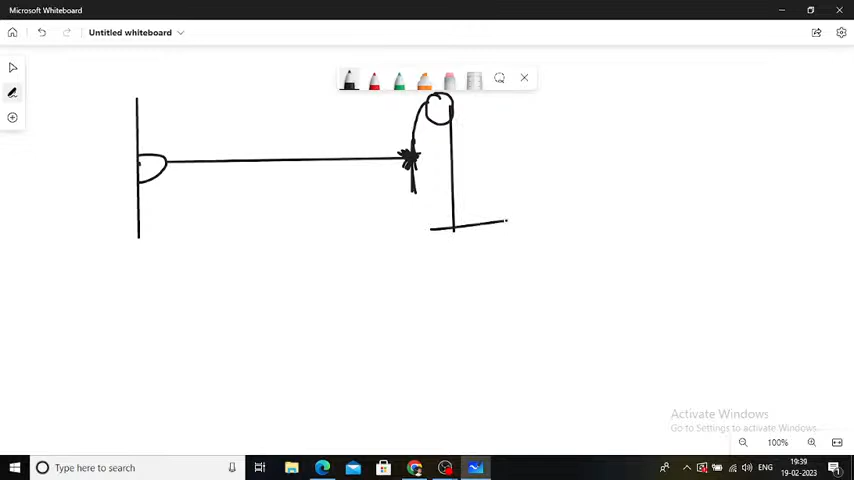 Microsoft Whiteboard
Untitled whiteboard
Activate Windows
Go to Settings to activate Windows.
100%
Type here to search
ENG
19:39
19-02-2023